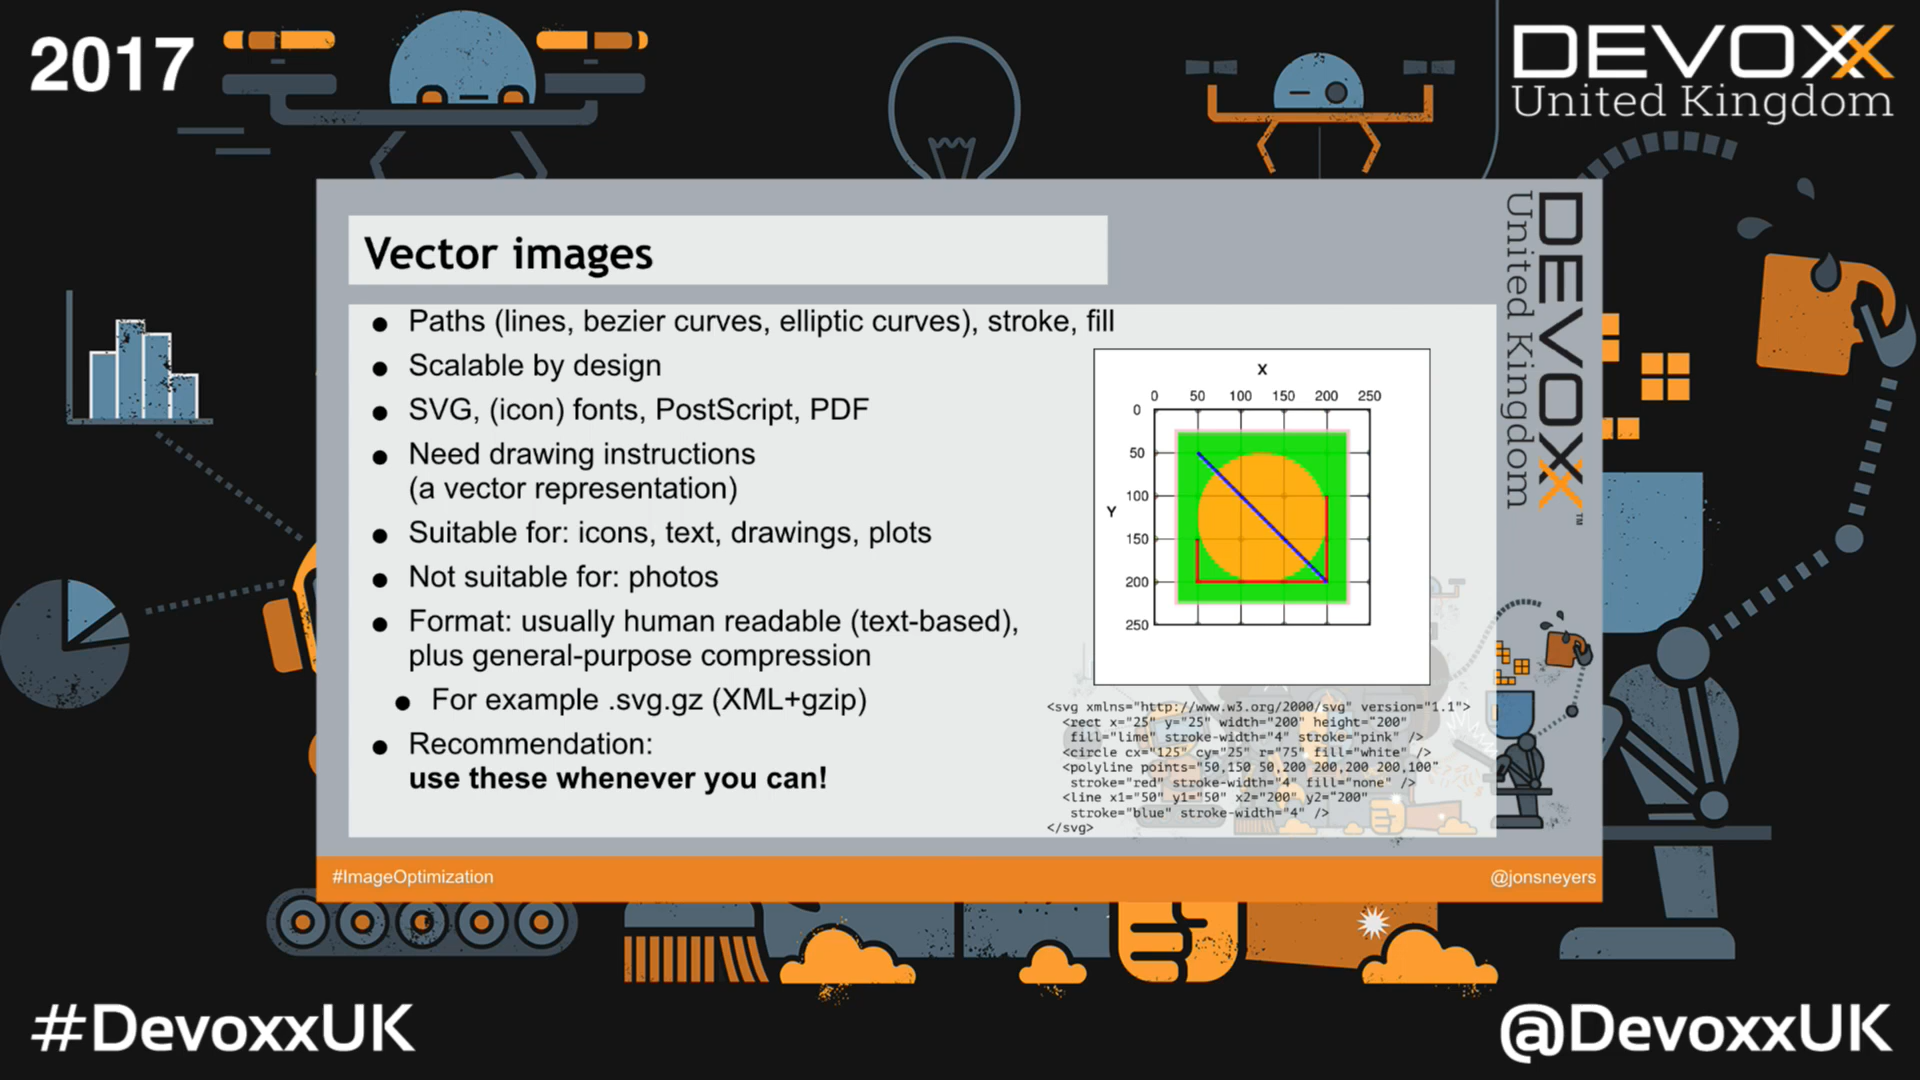 2017
DEVOXX
United Kingdom
Vector images
DEVOXX™
United Kingdom
● Paths (lines, bezier curves, elliptic curves), stroke, fill
● Scalable by design
● SVG, (icon) fonts, PostScript, PDF
● Need drawing instructions
(a vector representation)
● Suitable for: icons, text, drawings, plots
● Not suitable for: photos
● Format: usually human readable (text-based),
plus general-purpose compression
● For example .svg.gz (XML+gzip)
● Recommendation:
use these whenever you can!
X
0 50 100 150 200 250
0
50
100
Y
150
200
250
<svg xmlns="http://www.w3.org/2000/svg" version="1.1">
<rect x="25" y="25" width="200" height="200"
fill="lime" stroke-width="4" stroke="pink" />
<circle cx="125" cy="25" r="75" fill="white" />
<polyline points="50,150 50,200 200,200 200,100"
stroke="red" stroke-width="4" fill="none" />
<line x1="50" y1="50" x2="200" y2="200"
stroke="blue" stroke-width="4" />
</svg>
#ImageOptimization
@jonsneyers
#DevoxxUK
@DevoxxUK